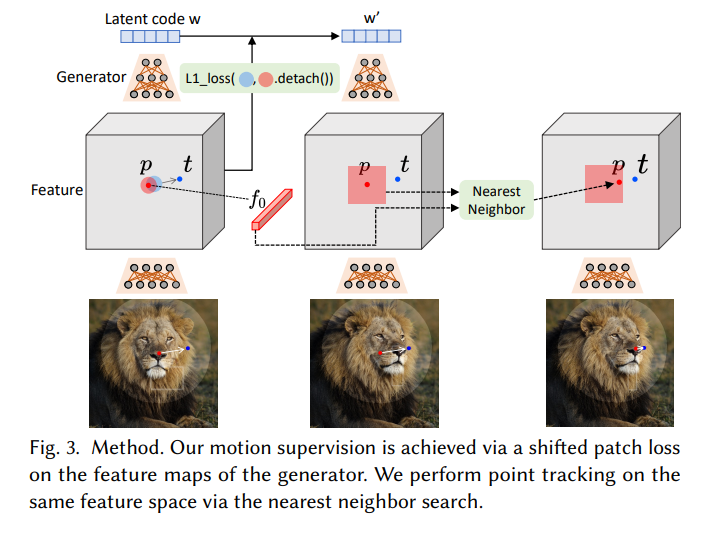 Latent code w
w'
Generator
L1_loss( , .detach())
p t
p t
p t
Feature
f0
Nearest
Neighbor
Fig. 3. Method. Our motion supervision is achieved via a shifted patch loss
on the feature maps of the generator. We perform point tracking on the
same feature space via the nearest neighbor search.